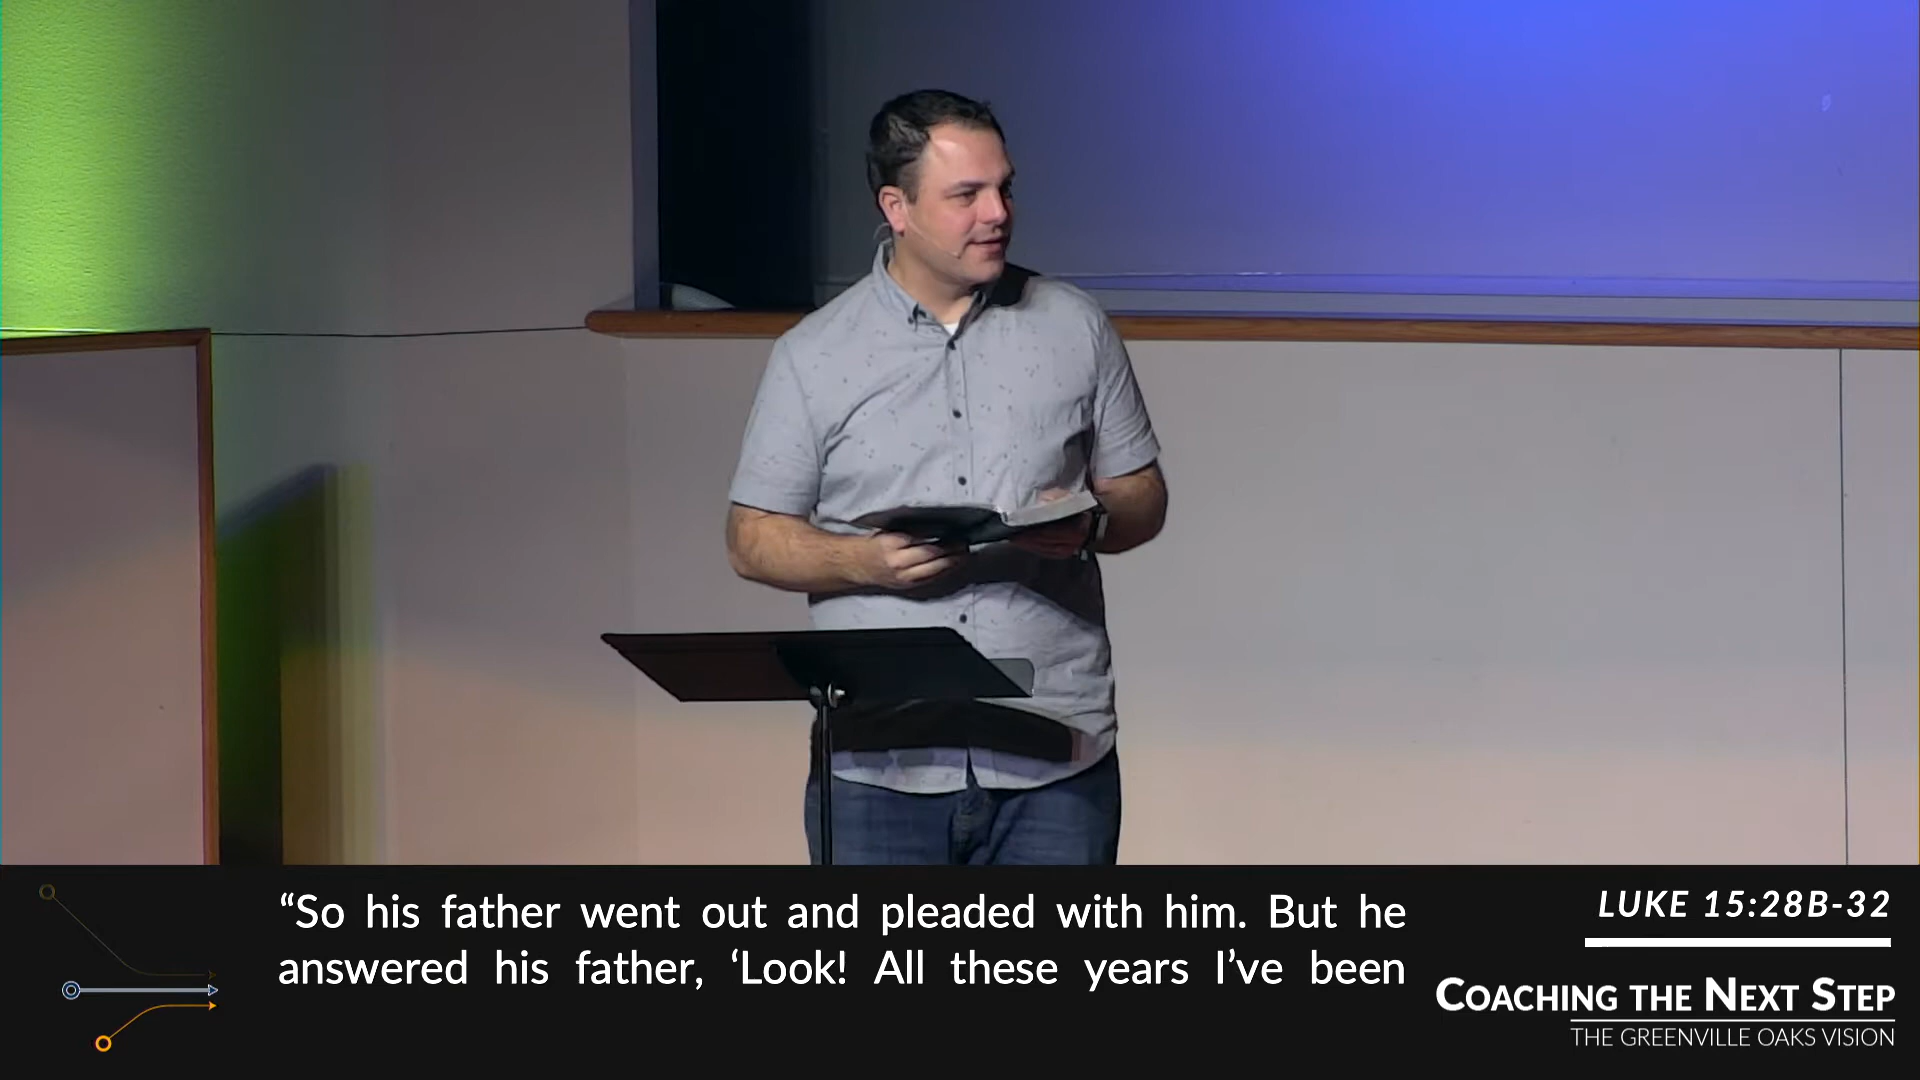 “So his father went out and pleaded with him. But he
answered his father, ‘Look! All these years I’ve been
LUKE 15:28B-32
COACHING THE NEXT STEP
THE GREENVILLE OAKS VISION